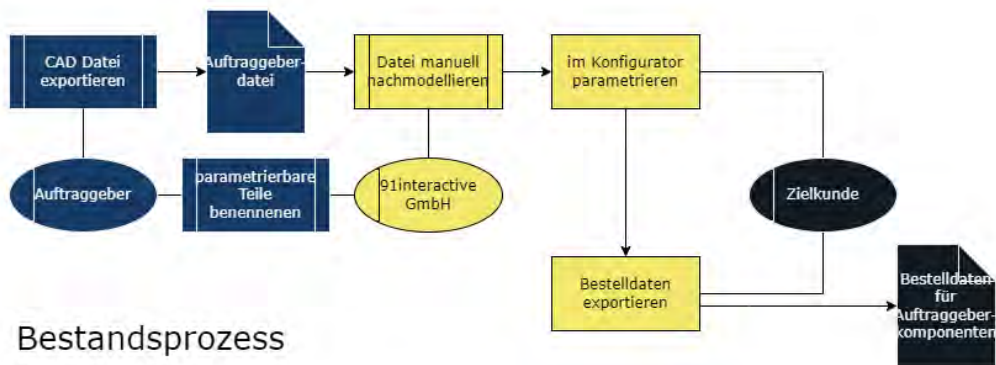 CAD Datei
exportieren
Auftraggeber-
datei
Datei manuell
nachmodellieren
im Konfigurator
parametrieren
Auftraggeber
parametrierbare
Teile
benennenen
91interactive
GmbH
Zielkunde
Bestelldaten
exportieren
Bestelldaten
für
Auftraggeber-
komponenten
Bestandsprozess